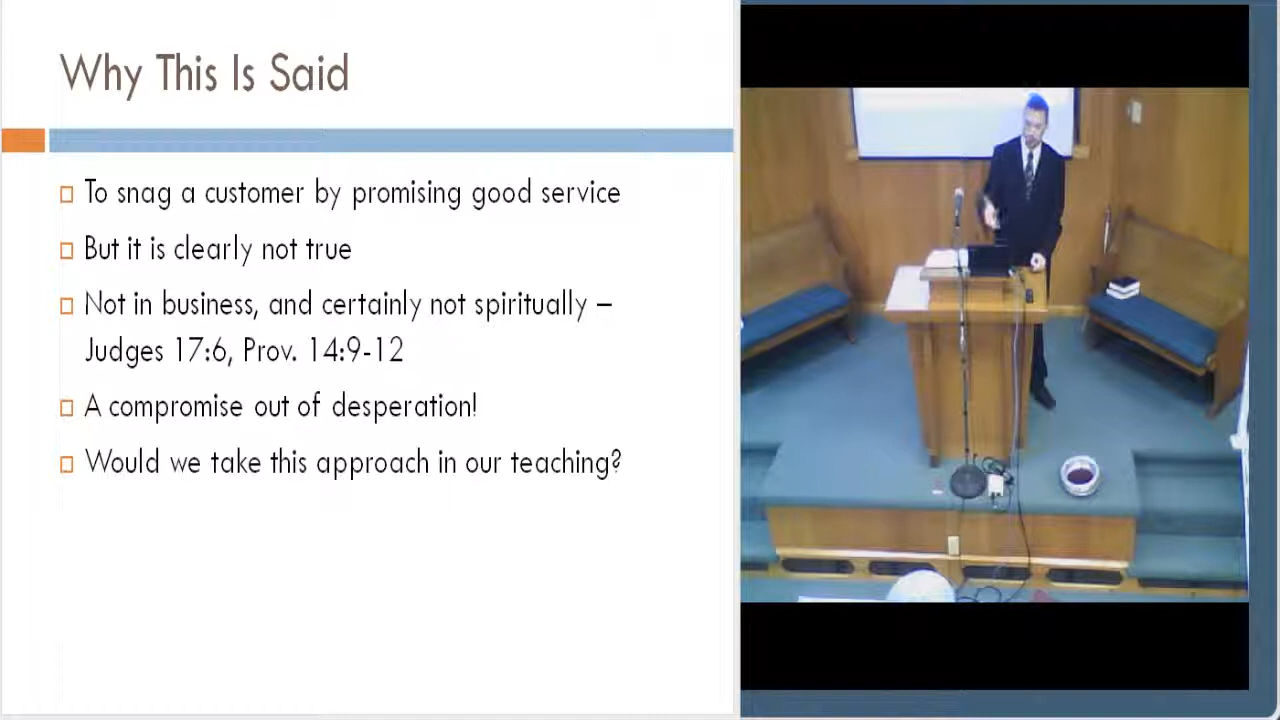 Why This Is Said
To snag a customer by promising good service
But it is clearly not true
Not in business, and certainly not spiritually –
Judges 17:6, Prov. 14:9-12
A compromise out of desperation!
Would we take this approach in our teaching?